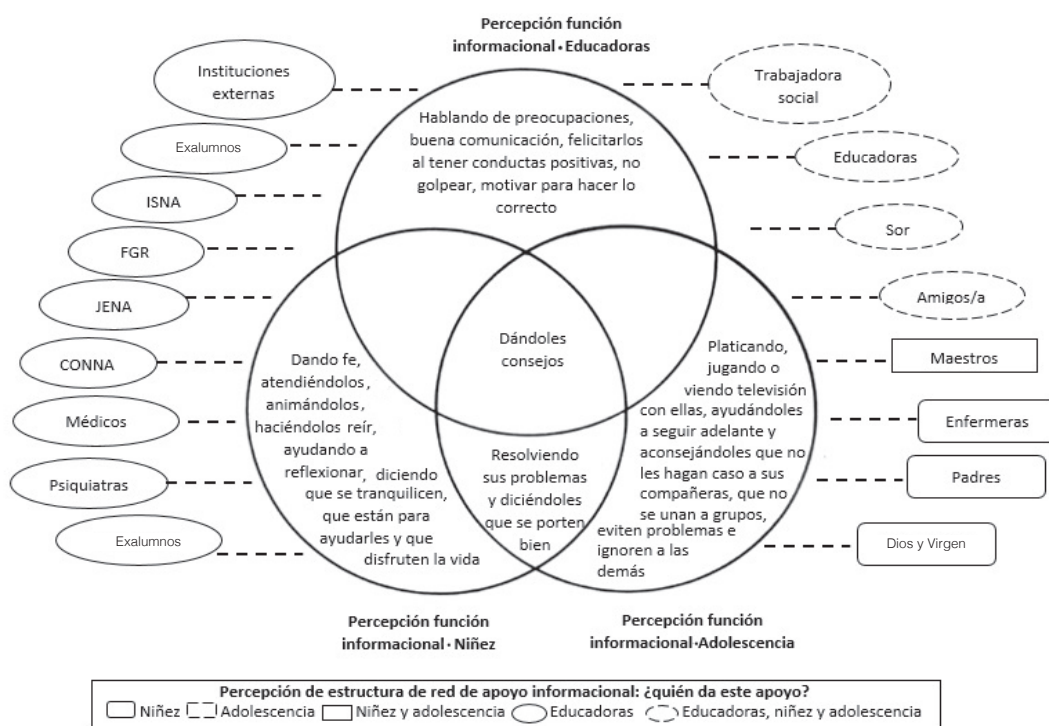 Percepción función
informacional·Educadoras
Instituciones
externas
Exalumnos
ISNA
FGR
JENA
CONNA
Médicos
Psiquiatras
Exalumnos
Hablando de preocupaciones,
buena comunicación, felicitarlos
al tener conductas positivas, no
golpear, motivar para hacer lo
correcto
Dándoles
consejos
Dando fe,
atendiéndolos,
animándolos,
haciéndolos reír,
ayudando a
reflexionar, diciendo
que se tranquilicen,
que están para
ayudarles y que
disfruten la vida
Resolviendo
sus problemas
y diciéndoles
que se porten
bien
Platicando,
jugando o
viendo televisión
con ellas, ayudándoles
a seguir adelante y
aconsejándoles que no
les hagan caso a sus
compañeras, que no
se unan a grupos,
eviten problemas e
ignoren a las
demás
Trabajadora
social
Educadoras
Sor
Amigos/a
Maestros
Enfermeras
Padres
Dios y Virgen
Percepción función
informacional·Niñez
Percepción función
informacional·Adolescencia
Percepción de estructura de red de apoyo informacional: ¿quién da este apoyo?
Niñez Adolescencia Niñez y adolescencia Educadoras Educadoras, niñez y adolescencia